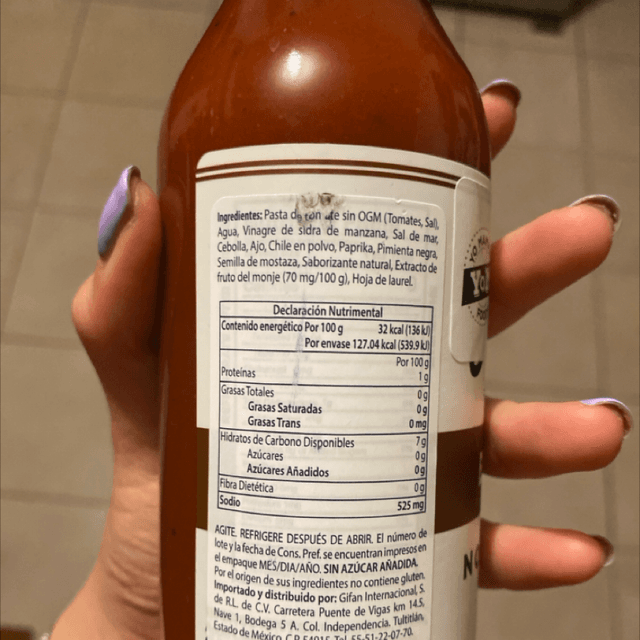 Ingredientes: Pasta de tomate sin OGM (Tomates, Sal),
Agua, Vinagre de sidra de manzana, Sal de mar,
Cebolla, Ajo, Chile en polvo, Paprika, Pimienta negra,
Semilla de mostaza, Saborizante natural, Extracto de
fruto del monje (70 mg/100 g), Hoja de laurel.
Declaración Nutrimental
Contenido energético Por 100 g 32 kcal (136 kJ)
Por envase 127.04 kcal (539.9 kJ)
Por 100 g
Proteínas 1 g
Grasas Totales 0 g
Grasas Saturadas 0 g
Grasas Trans 0 mg
Hidratos de Carbono Disponibles 7 g
Azúcares 0 g
Azúcares Añadidos 0 g
Fibra Dietética 0 g
Sodio 525 mg
AGITE. REFRIGERE DESPUÉS DE ABRIR. El número de
lote y la fecha de Cons. Pref. se encuentran impresos en
el empaque MES/DIA/AÑO. SIN AZÚCAR AÑADIDA.
Por el origen de sus ingredientes no contiene gluten.
Importado y distribuido por: Gifan Internacional, S.
de R.L. de C.V. Carretera Puente de Vigas km 14.5,
Nave 1, Bodega 5 A. Col. Independencia. Tultitlán,
Estado de México. C.P. 54915. Tel. 55-51-22-07-70.